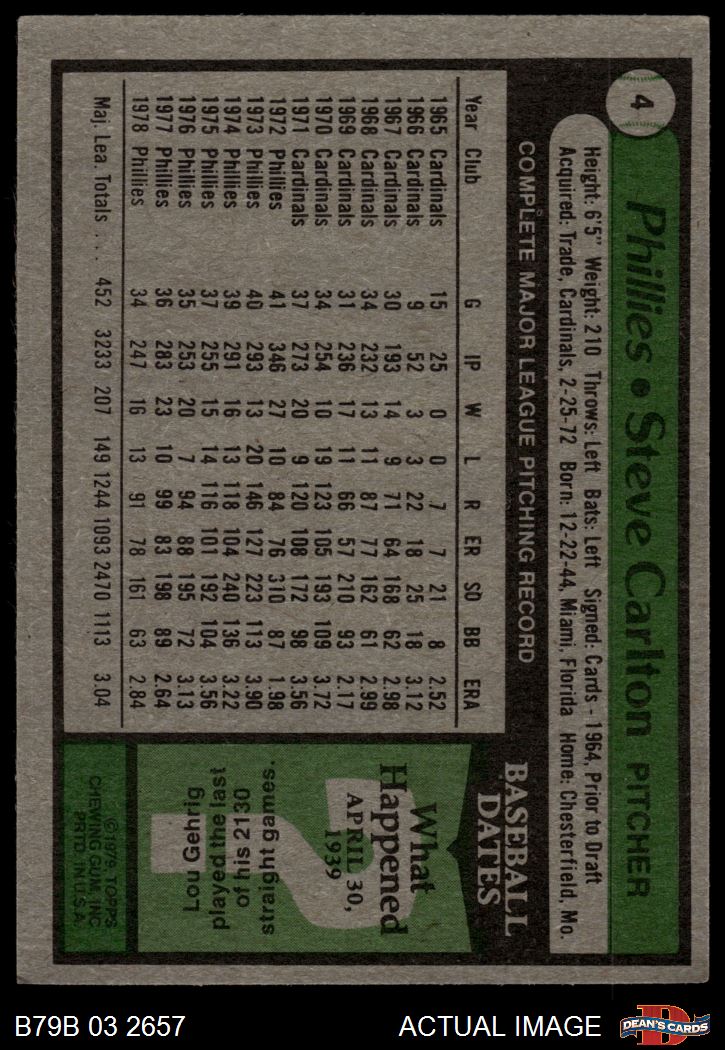 4
Phillies • Steve Carlton PITCHER
Height: 6'5" Weight: 210 Throws: Left Bats: Left Signed: Cards - 1964, Prior to Draft
Acquired: Trade, Cardinals, 2-25-72 Born: 12-22-44, Miami, Florida Home: Chesterfield, Mo.
COMPLETE MAJOR LEAGUE PITCHING RECORD
Year Club G IP W L R ER SO BB ERA
1965 Cardinals 15 25 0 0 7 7 21 8 2.52
1966 Cardinals 9 52 3 3 22 18 25 18 3.12
1967 Cardinals 30 193 14 9 71 64 168 62 2.98
1968 Cardinals 34 232 13 11 87 77 162 61 2.99
1969 Cardinals 31 236 17 11 66 57 210 93 2.17
1970 Cardinals 34 254 10 19 123 105 193 109 3.72
1971 Cardinals 37 273 20 9 120 108 172 98 3.56
1972 Phillies 41 346 27 10 84 76 310 87 1.98
1973 Phillies 40 293 13 20 146 127 223 113 3.90
1974 Phillies 39 291 16 13 118 104 240 136 3.22
1975 Phillies 37 255 15 14 116 101 192 104 3.56
1976 Phillies 35 253 20 7 94 88 195 72 3.13
1977 Phillies 36 283 23 10 99 83 198 89 2.64
1978 Phillies 34 247 16 13 91 78 161 63 2.84
Maj. Lea. Totals . . . 452 3233 207 149 1244 1093 2470 1113 3.04
BASEBALL
DATES
What
Happened
APRIL 30,
1939
?
Lou Gehrig
played the last
of his 2130
straight games.
©1979, TOPPS
CHEWING GUM, INC
PRTD. IN U.S.A.
B79B 03 2657 ACTUAL IMAGE
D
DEAN'S CARDS